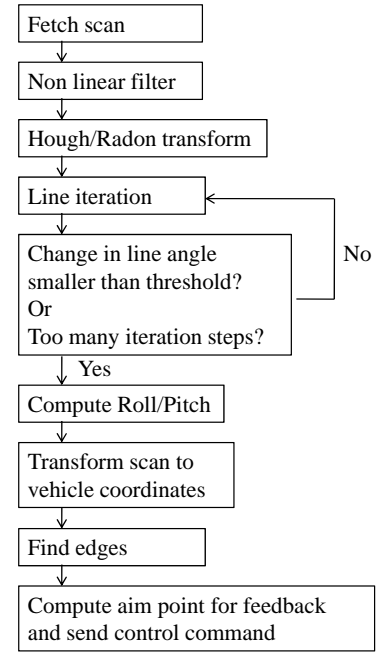 Fetch scan
Non linear filter
Hough/Radon transform
Line iteration
Change in line angle
smaller than threshold?
Or
Too many iteration steps?
No
Yes
Compute Roll/Pitch
Transform scan to
vehicle coordinates
Find edges
Compute aim point for feedback
and send control command